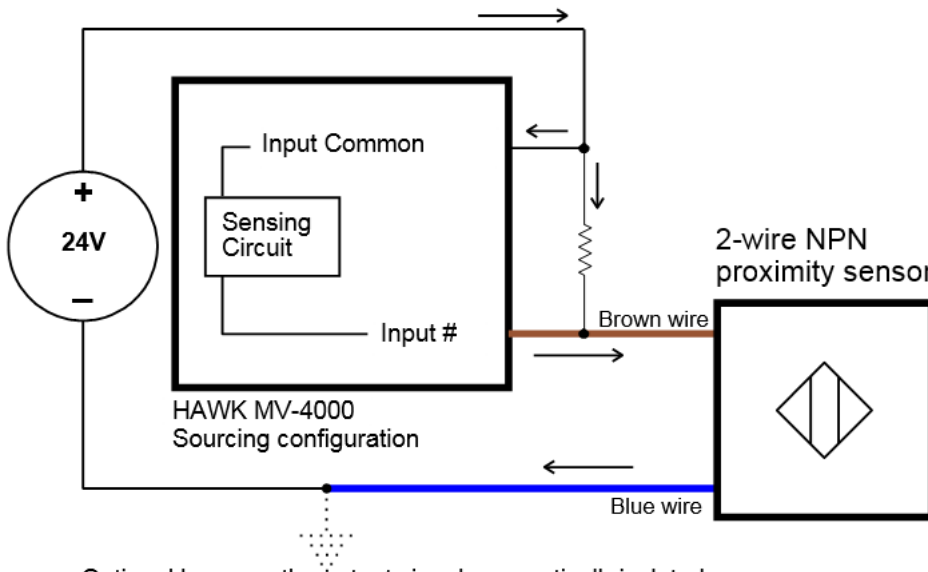 +
24V
−
Input Common
Sensing
Circuit
Input #
HAWK MV-4000
Sourcing configuration
2-wire NPN
proximity sensor
Brown wire
Blue wire